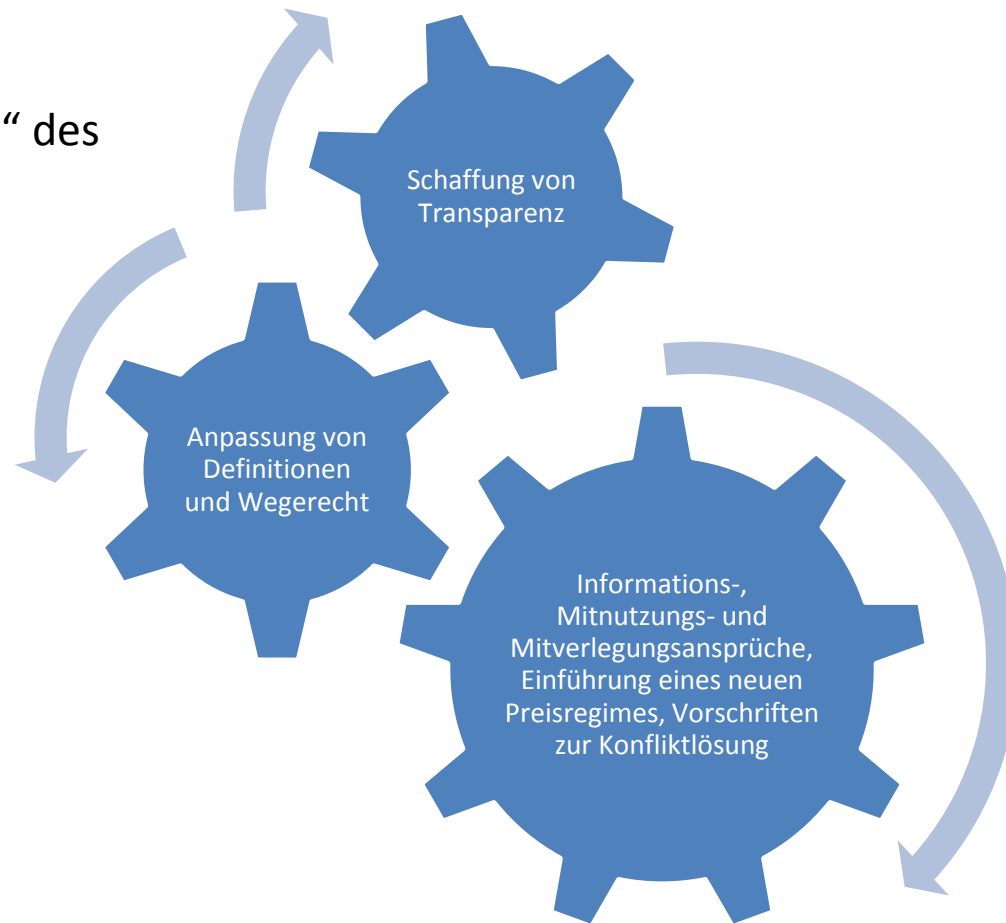 “ des
Schaffung von
Transparenz
Anpassung von
Definitionen
und Wegerecht
Informations-,
Mitnutzungs- und
Mitverlegungsansprüche,
Einführung eines neuen
Preisregimes, Vorschriften
zur Konfliktlösung